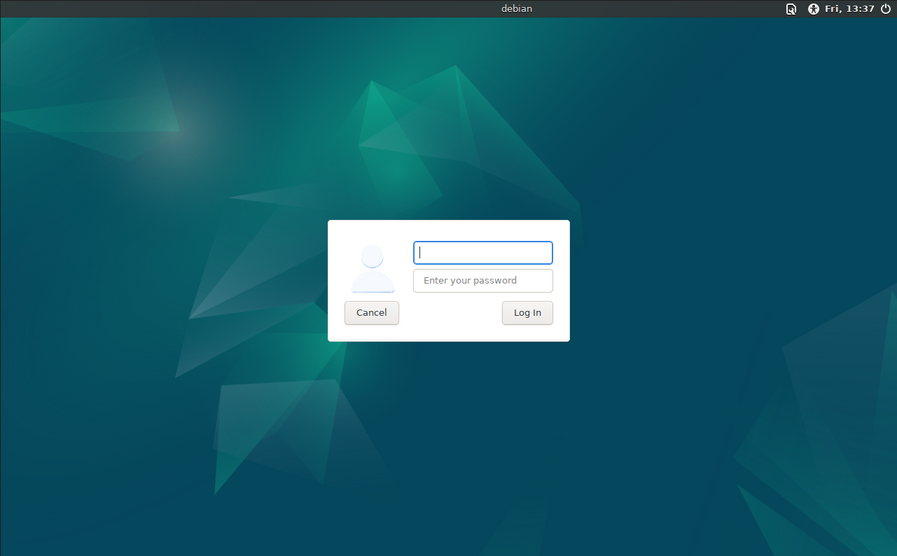 debian
Fri, 13:37
Enter your password
Cancel
Log In